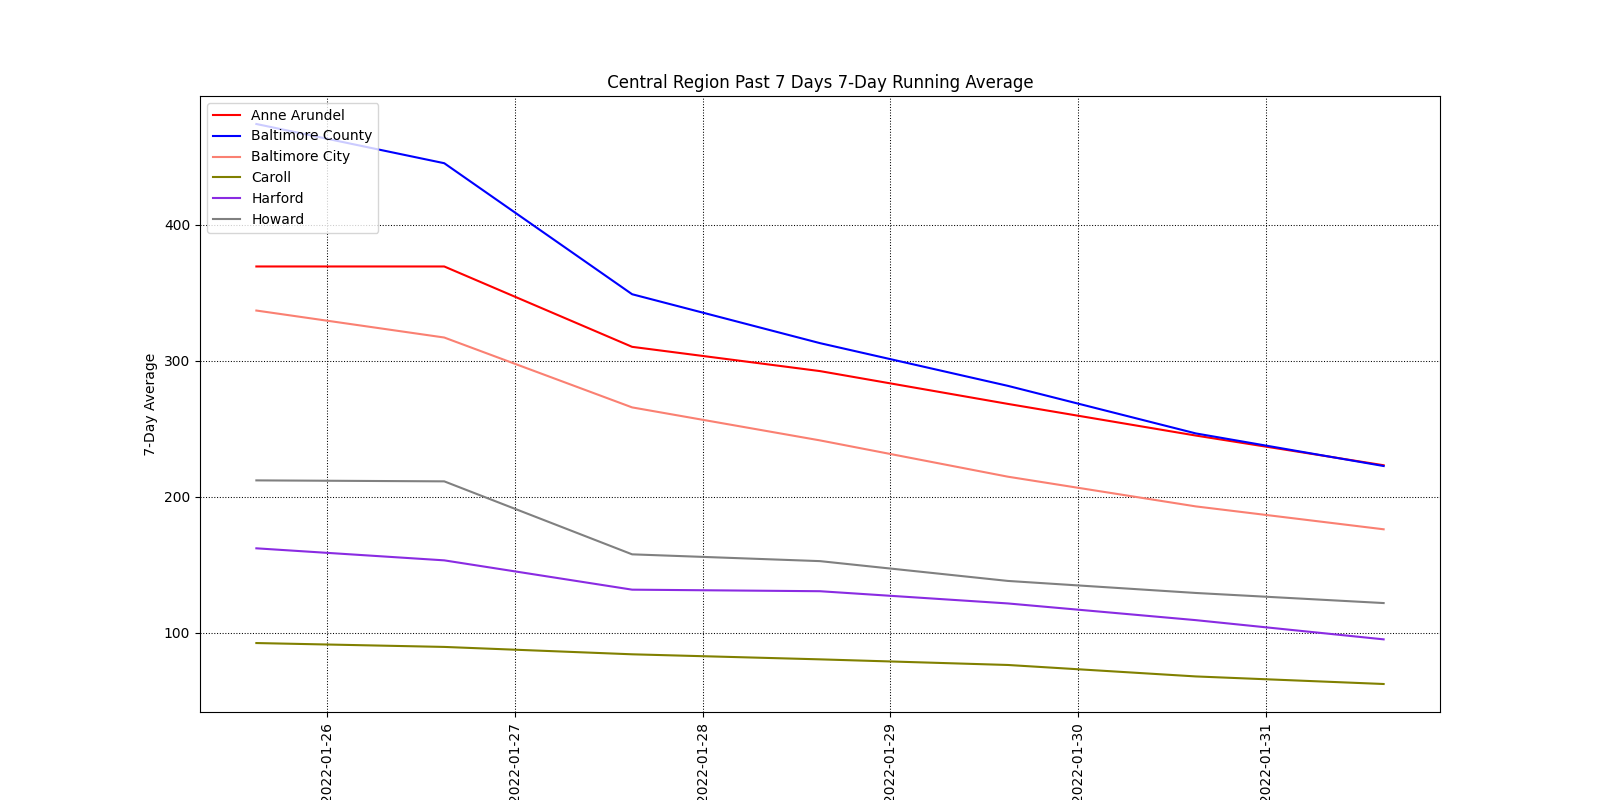 Central Region Past 7 Days 7-Day Running Average
Anne Arundel
Baltimore County
Baltimore City
Caroll
Harford
Howard
7-Day Average
400
300
200
100
2022-01-26
2022-01-27
2022-01-28
2022-01-29
2022-01-30
2022-01-31